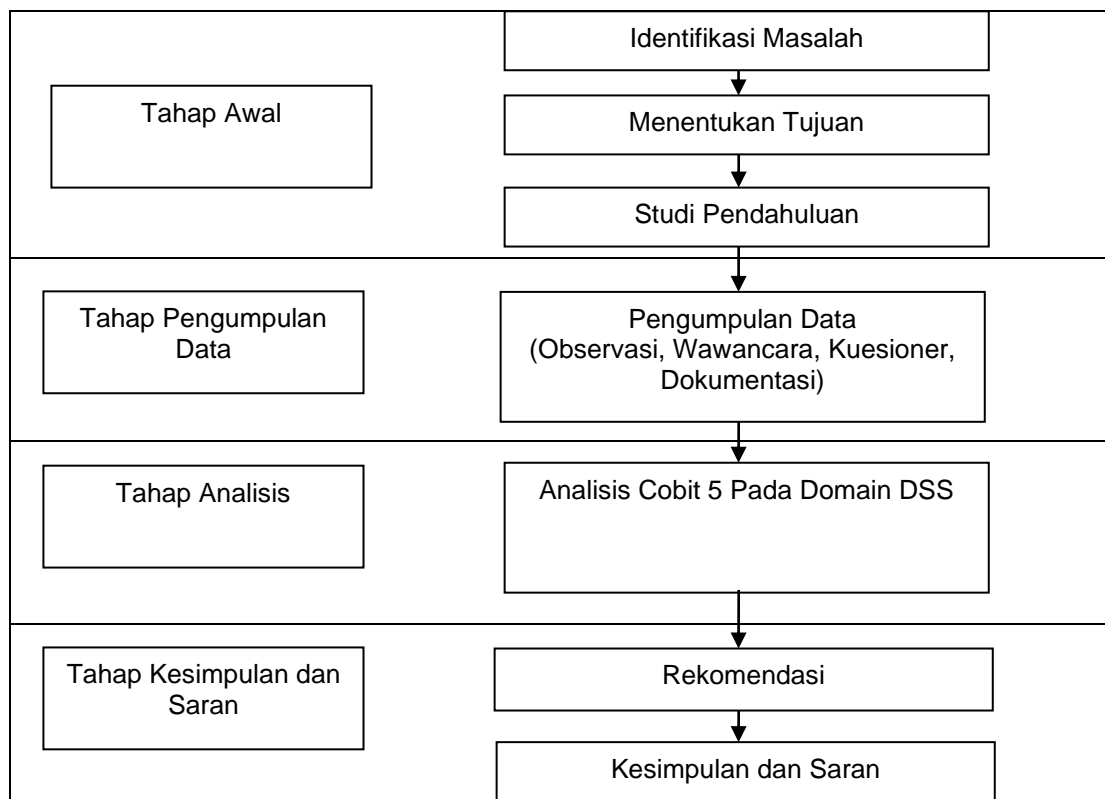 Identifikasi Masalah
Tahap Awal
Menentukan Tujuan
Studi Pendahuluan
Tahap Pengumpulan
Data
Pengumpulan Data
(Observasi, Wawancara, Kuesioner,
Dokumentasi)
Tahap Analisis
Analisis Cobit 5 Pada Domain DSS
Tahap Kesimpulan dan
Saran
Rekomendasi
Kesimpulan dan Saran